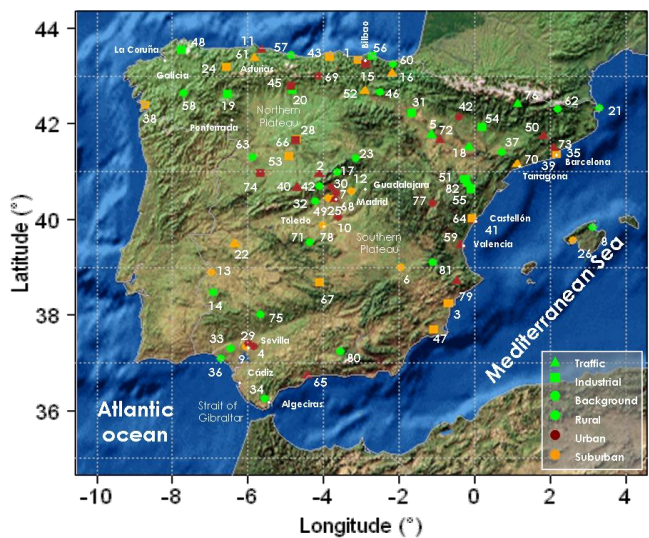 La Coruña 48
11
57
43 1 Bilbao 56
60
61
24 Asturias
Galicia
69 15 16
45
58 19 20 52 46
38
Northern
Plateau
Ponferrada
31 42 54 76 62 21
28
66
5 72 50
63 53 23 18 37 73 35
39 Barcelona
70
Tarragona
74 2 17
40 42 30 12 Guadalajara
51
82
32 7
Madrid 77 55
49 25 68
Toledo 10 64 Castellón
41
71 78 Southern
Plateau
59 Valencia
22
13 6 81
26 8
14 67 79
3
75
33 29 Sevilla
9 4 47
36 80
Cádiz 65
34
Strait of
Gibraltar
Algeciras
Atlantic
ocean
Mediterranean Sea
Traffic
Industrial
Background
Rural
Urban
Suburban
44
42
40
38
36
Latitude (°)
-10 -8 -6 -4 -2 0 2 4
Longitude (°)